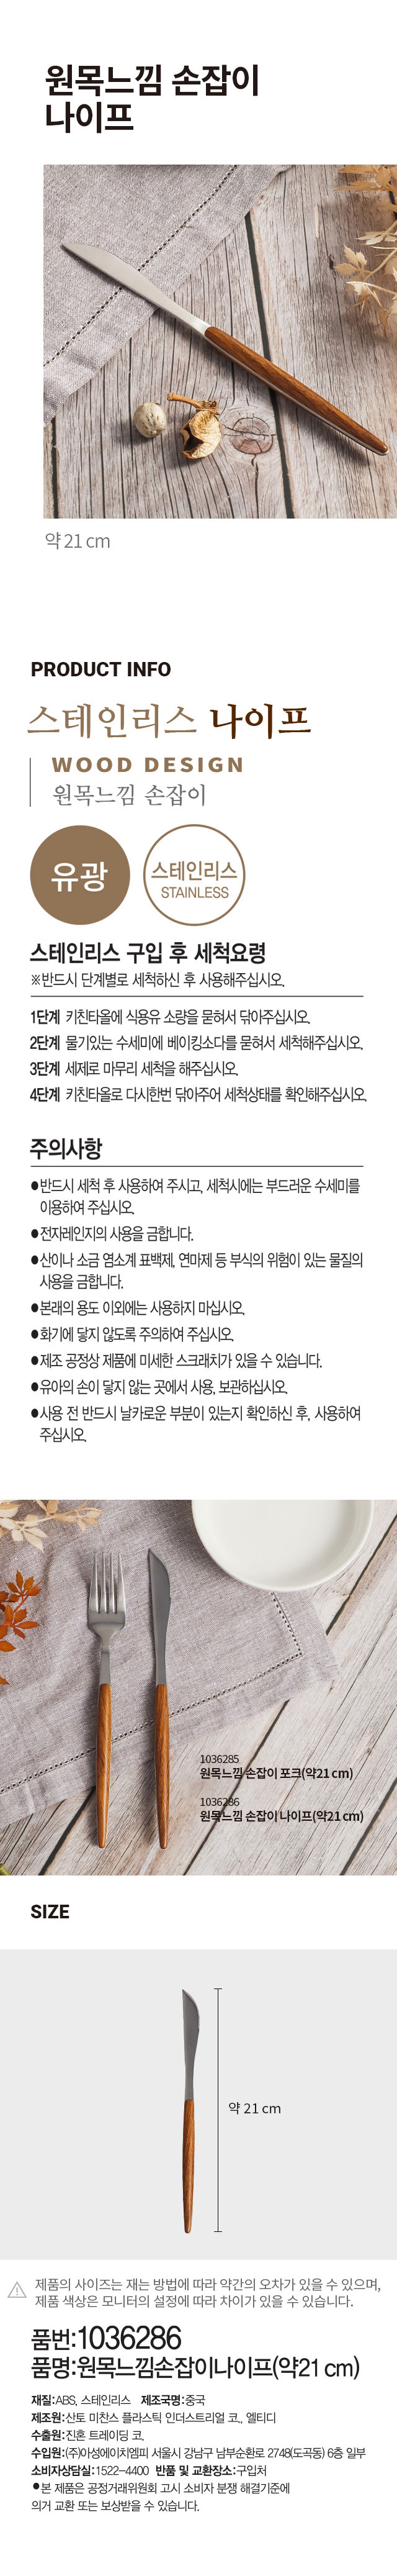 원목느낌 손잡이
나이프
약 21 cm
PRODUCT INFO
스테인리스 나이프
WOOD DESIGN
원목느낌 손잡이
유광
스테인리스
STAINLESS
스테인리스 구입 후 세척요령
※반드시 단계별로 세척하신 후 사용해주십시오.
1단계 키친타올에 식용유 소량을 묻혀서 닦아주십시오.
2단계 물기있는 수세미에 베이킹소다를 묻혀서 세척해주십시오.
3단계 세제로 마무리 세척을 해주십시오.
4단계 키친타올로 다시한번 닦아주어 세척상태를 확인해주십시오.
주의사항
●반드시 세척 후 사용하여 주시고, 세척시에는 부드러운 수세미를
이용하여 주십시오.
●전자레인지의 사용을 금합니다.
●산이나 소금 염소계 표백제, 연마제 등 부식의 위험이 있는 물질의
사용을 금합니다.
●본래의 용도 이외에는 사용하지 마십시오.
●화기에 닿지 않도록 주의하여 주십시오.
●제조 공정상 제품에 미세한 스크래치가 있을 수 있습니다.
●유아의 손이 닿지 않는 곳에서 사용, 보관하십시오.
●사용 전 반드시 날카로운 부분이 있는지 확인하신 후, 사용하여
주십시오.
1036285
원목느낌 손잡이 포크(약21 cm)
1036286
원목느낌 손잡이 나이프(약21 cm)
SIZE
약 21 cm
제품의 사이즈는 재는 방법에 따라 약간의 오차가 있을 수 있으며,
제품 색상은 모니터의 설정에 따라 차이가 있을 수 있습니다.
품번:1036286
품명:원목느낌손잡이나이프(약21 cm)
재질:ABS, 스테인리스 제조국명:중국
제조원:산토 미찬스 플라스틱 인더스트리얼 코., 엘티디
수출원:진혼 트레이딩 코.
수입원:(주)아성에이치엠피 서울시 강남구 남부순환로 2748(도곡동) 6층 일부
소비자상담실:1522-4400 반품 및 교환장소:구입처
●본 제품은 공정거래위원회 고시 소비자 분쟁 해결기준에
의거 교환 또는 보상받을 수 있습니다.